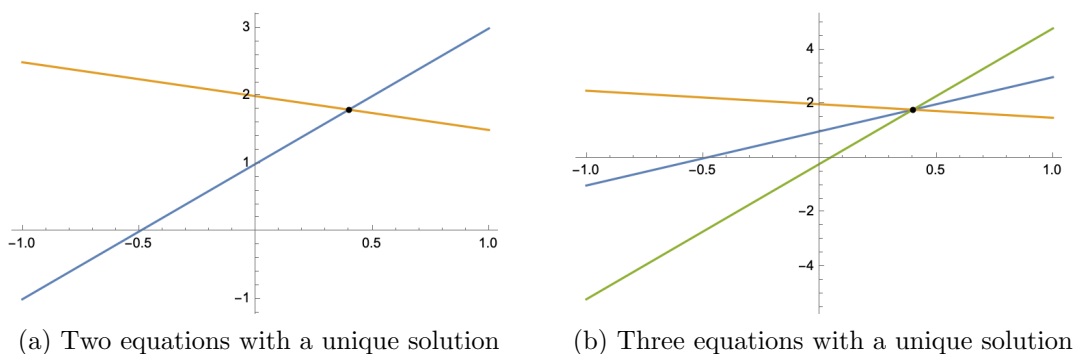 3
2
1
-1.0 -0.5 0.5 1.0
-1
(a) Two equations with a unique solution
4
2
-1.0 -0.5 0.5 1.0
-2
-4
(b) Three equations with a unique solution